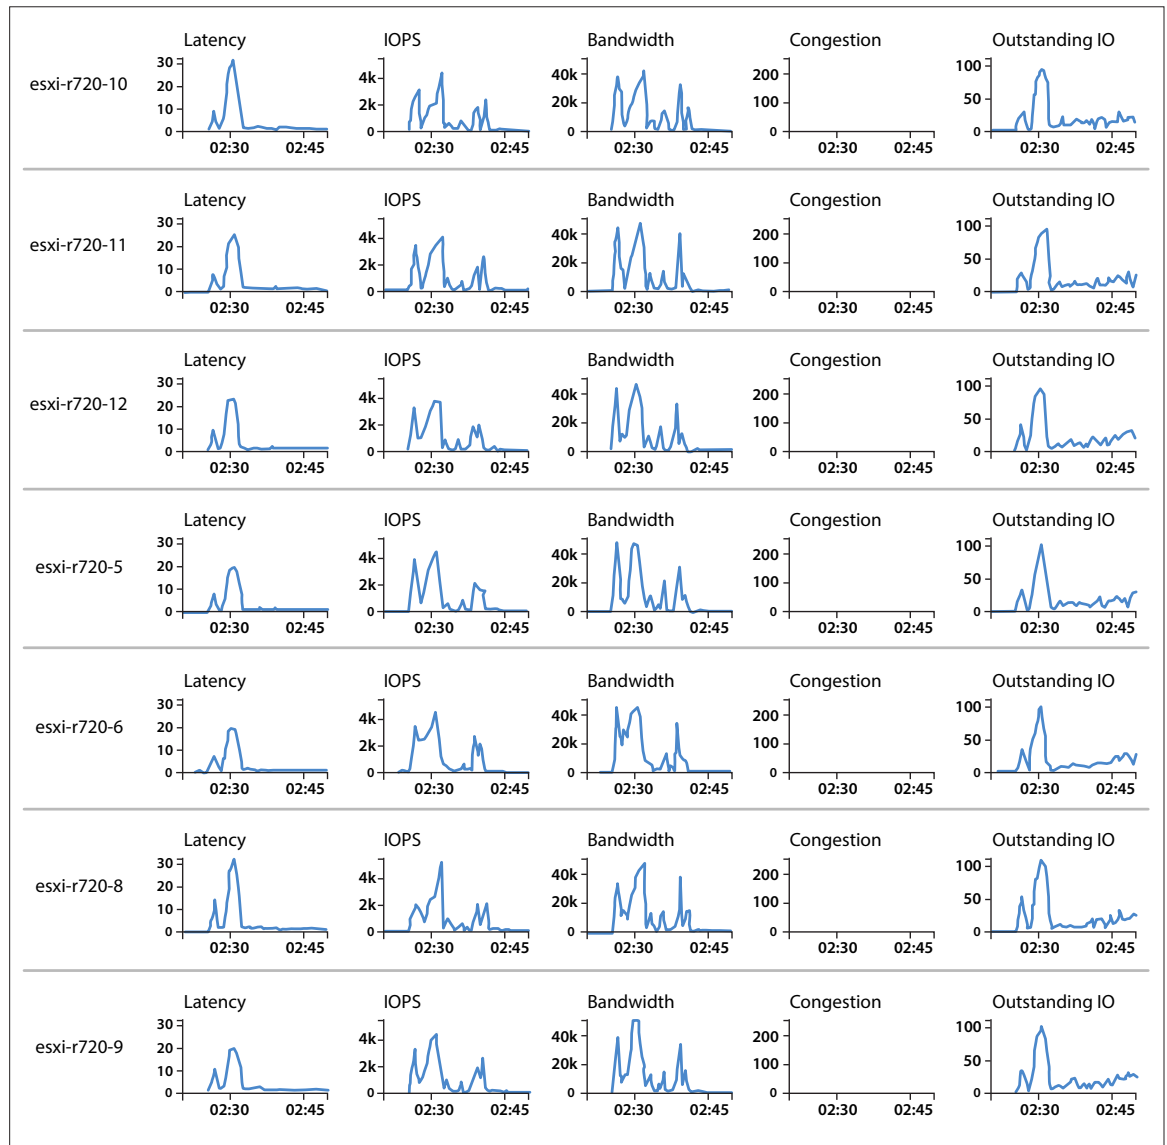 Latency IOPS Bandwidth Congestion Outstanding IO
esxi-r720-10
30 20 10 0 02:30 02:45
4k 2k 0 02:30 02:45
40k 20k 0 02:30 02:45
200 100 0 02:30 02:45
100 50 0 02:30 02:45
Latency IOPS Bandwidth Congestion Outstanding IO
esxi-r720-11
30 20 10 0 02:30 02:45
4k 2k 0 02:30 02:45
40k 20k 0 02:30 02:45
200 100 0 02:30 02:45
100 50 0 02:30 02:45
Latency IOPS Bandwidth Congestion Outstanding IO
esxi-r720-12
30 20 10 0 02:30 02:45
4k 2k 0 02:30 02:45
40k 20k 0 02:30 02:45
200 100 0 02:30 02:45
100 50 0 02:30 02:45
Latency IOPS Bandwidth Congestion Outstanding IO
esxi-r720-5
30 20 10 0 02:30 02:45
4k 2k 0 02:30 02:45
40k 20k 0 02:30 02:45
200 100 0 02:30 02:45
100 50 0 02:30 02:45
Latency IOPS Bandwidth Congestion Outstanding IO
esxi-r720-6
30 20 10 0 02:30 02:45
4k 2k 0 02:30 02:45
40k 20k 0 02:30 02:45
200 100 0 02:30 02:45
100 50 0 02:30 02:45
Latency IOPS Bandwidth Congestion Outstanding IO
esxi-r720-8
30 20 10 0 02:30 02:45
4k 2k 0 02:30 02:45
40k 20k 0 02:30 02:45
200 100 0 02:30 02:45
100 50 0 02:30 02:45
Latency IOPS Bandwidth Congestion Outstanding IO
esxi-r720-9
30 20 10 0 02:30 02:45
4k 2k 0 02:30 02:45
40k 20k 0 02:30 02:45
200 100 0 02:30 02:45
100 50 0 02:30 02:45